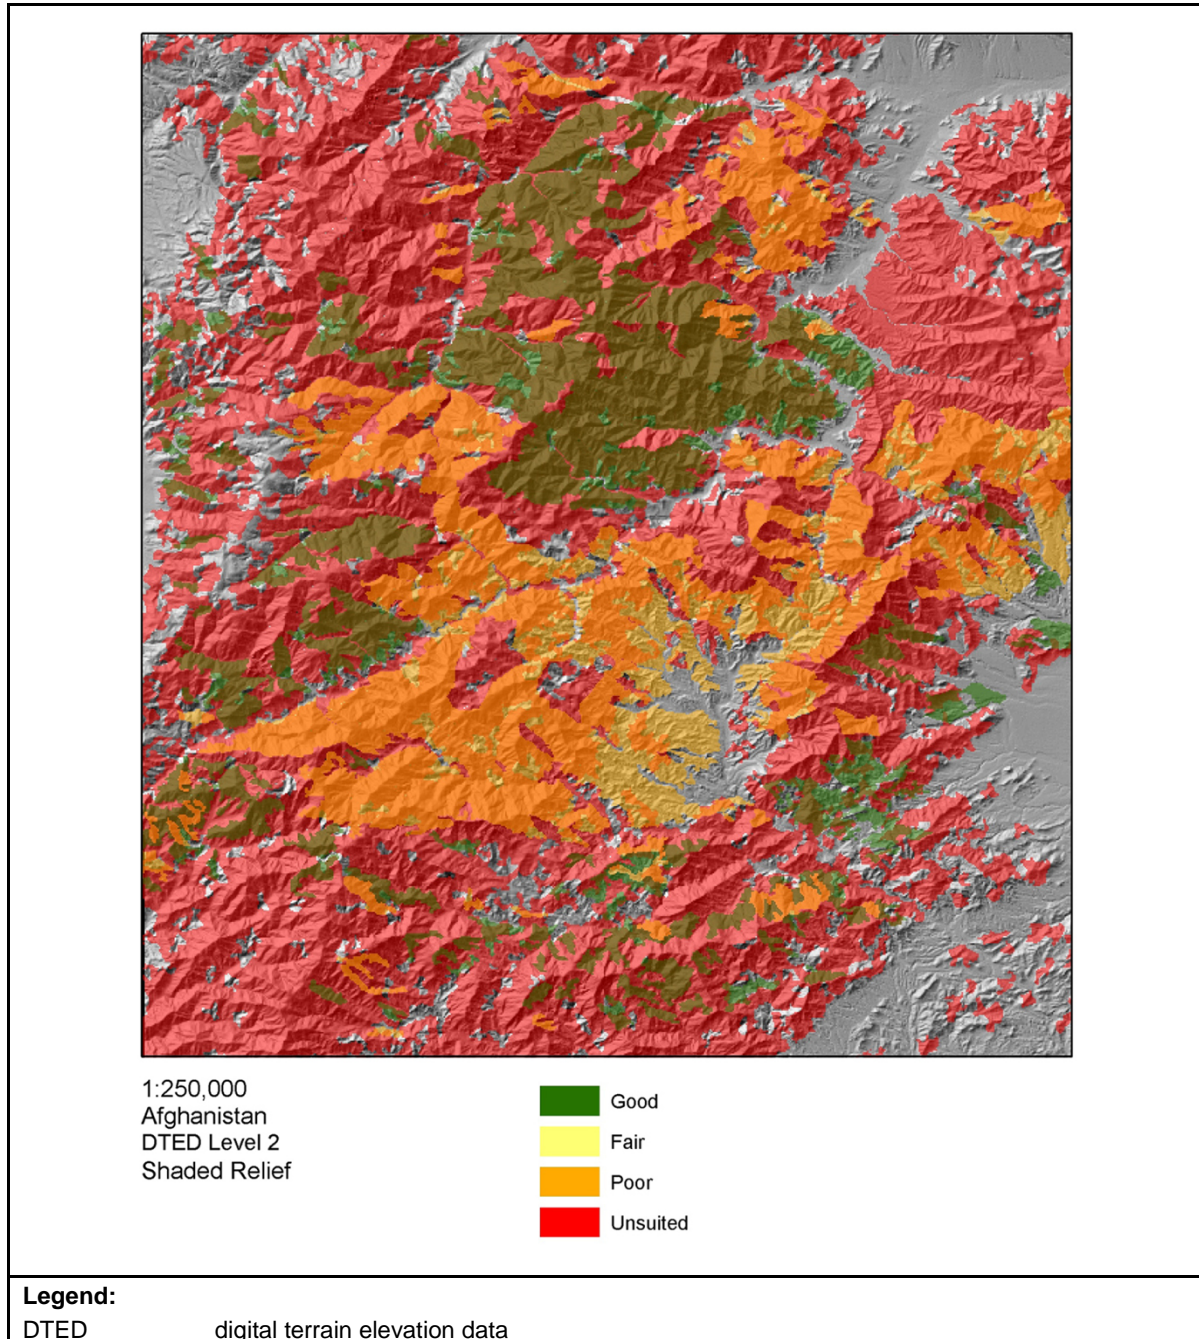 1:250,000
Afghanistan
DTED Level 2
Shaded Relief
Good
Fair
Poor
Unsuited
Legend:
DTED digital terrain elevation data